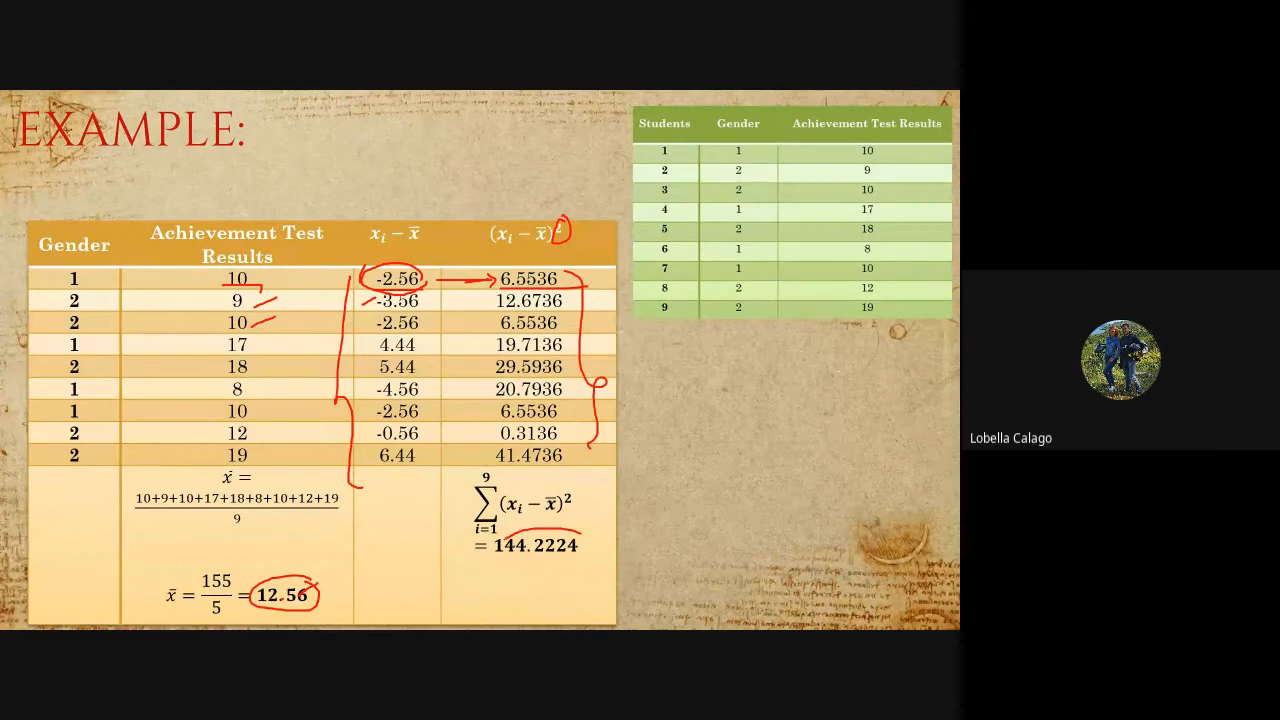 EXAMPLE:
Gender Achievement Test Results xᵢ − x̅ (xᵢ − x̅)²
1 10 -2.56 6.5536
2 9 -3.56 12.6736
2 10 -2.56 6.5536
1 17 4.44 19.7136
2 18 5.44 29.5936
1 8 -4.56 20.7936
1 10 -2.56 6.5536
2 12 -0.56 0.3136
2 19 6.44 41.4736
x̅ =
10+9+10+17+18+8+10+12+19
9
x̅ = 155/5 = 12.56
9
∑ (xᵢ − x̅)²
i=1
= 144.2224
Students Gender Achievement Test Results
1 1 10
2 2 9
3 2 10
4 1 17
5 2 18
6 1 8
7 1 10
8 2 12
9 2 19
Lobella Calago